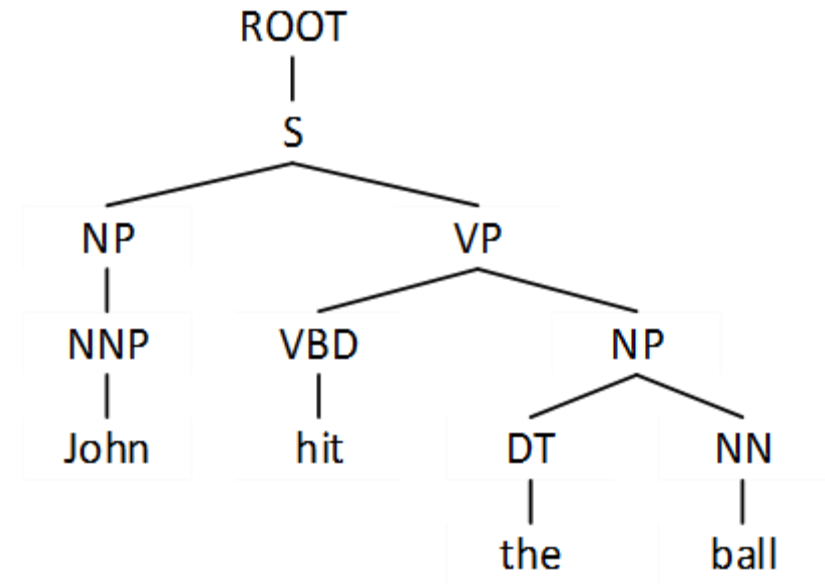 ROOT
S
NP VP
NNP VBD NP
John hit DT NN
the ball